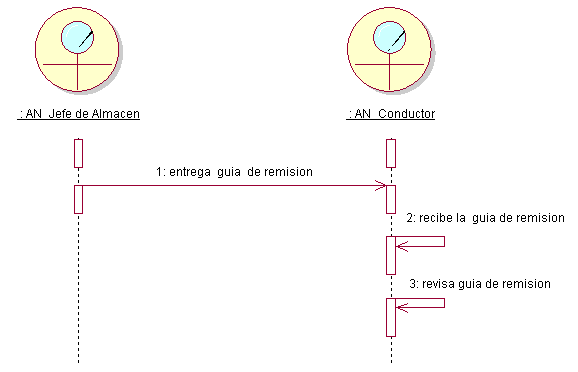 : AN_Jefe de Almacen
: AN_Conductor
1: entrega guia de remision
2: recibe la guia de remision
3: revisa guia de remision